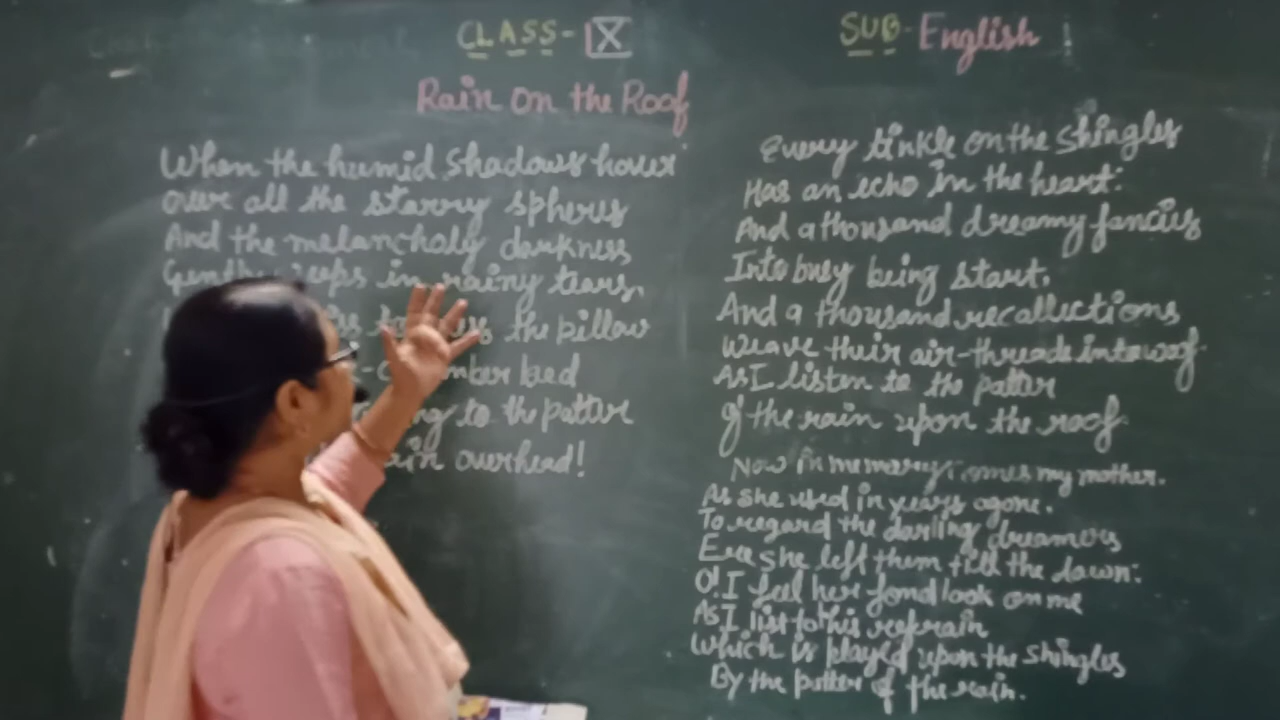 CLASS - IX
SUB - English
Rain on the Roof
When the humid shadows hover
over all the starry spheres
And the melancholy darkness
in rainy tears.
the pillow
bed
to the patter
overhead!
Every tinkle on the shingles
Has an echo in the heart:
And a thousand dreamy fancies
Into busy being start.
And a thousand recallections
Weave their air-threads into woof
As I listen to the patter
of the rain upon the roof.
Now in memory comes my mother.
As she used in years agone.
To regard the darling dreamers
Ere she left them till the dawn:
O! I feel her fond look on me
As I list to this refrain
Which is played upon the shingles
By the patter of the rain.